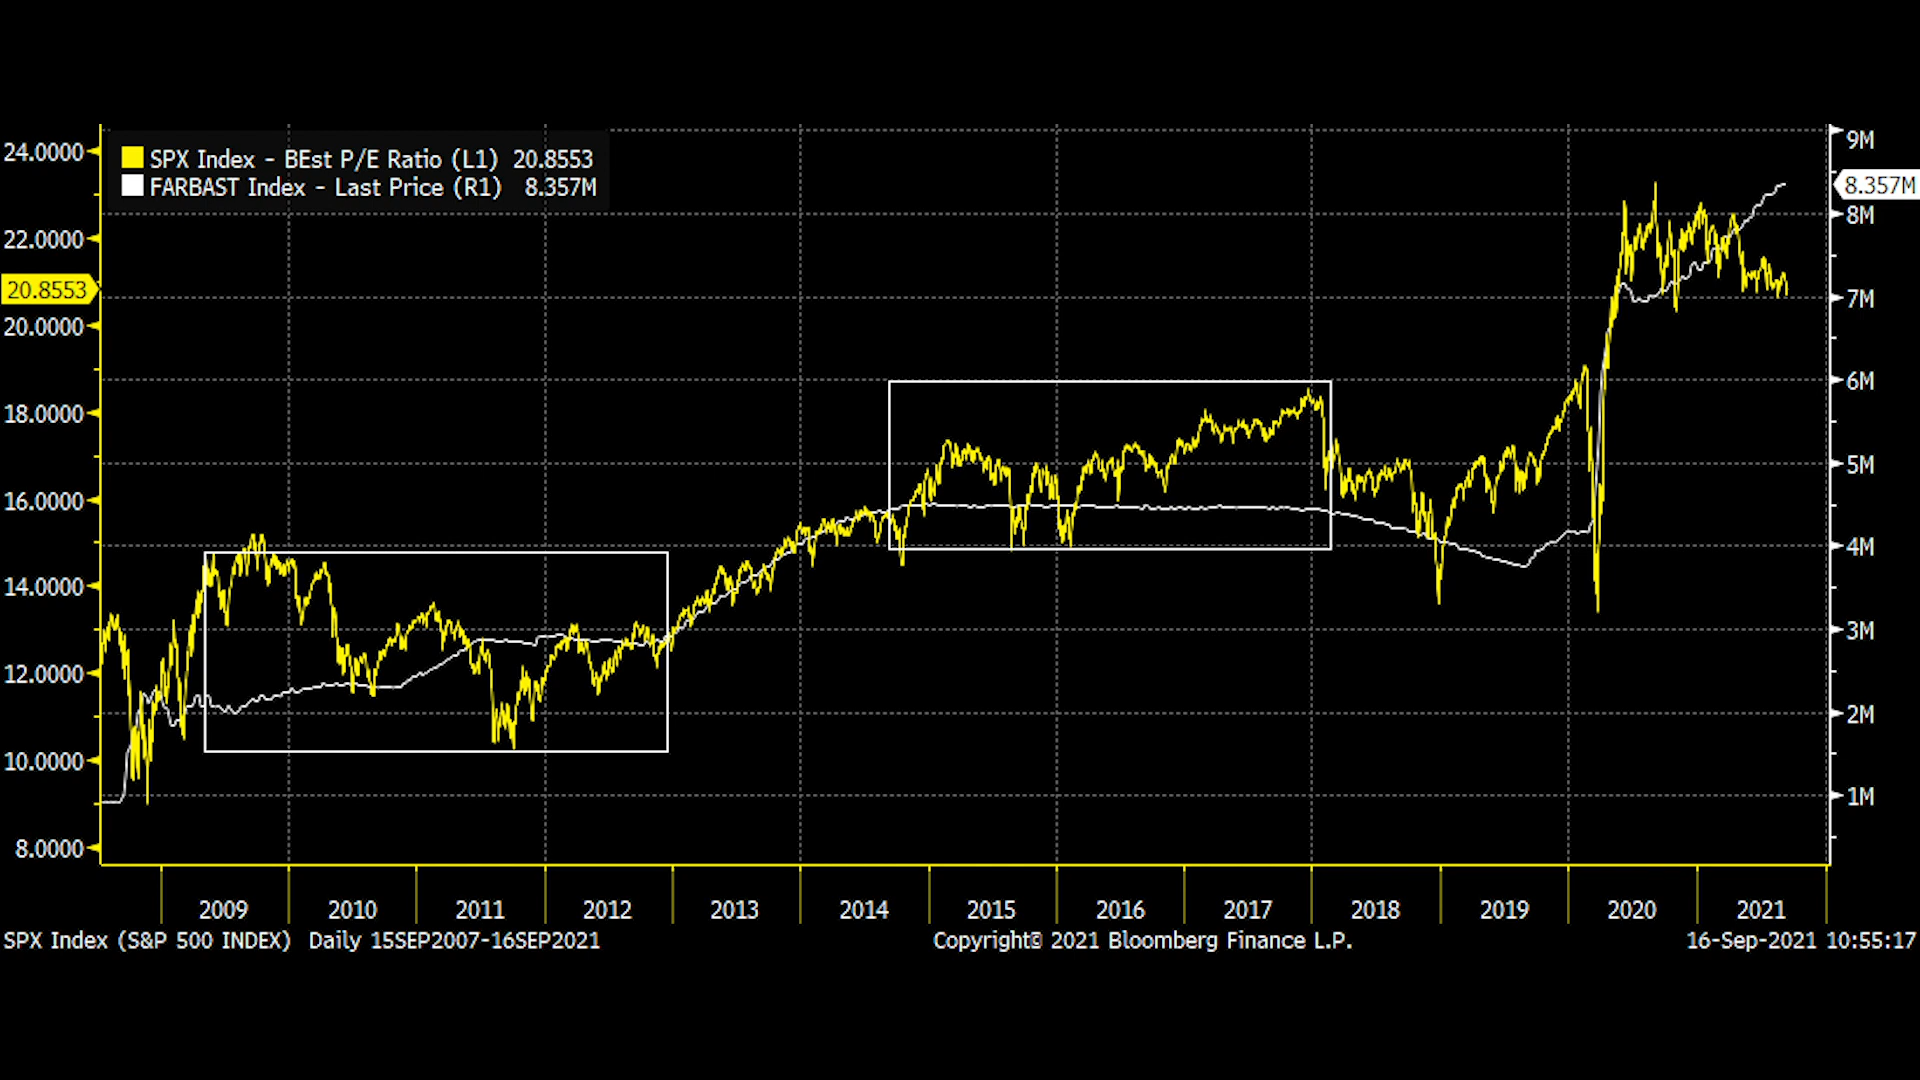 SPX Index - BEst P/E Ratio (L1) 20.8553
FARBAST Index - Last Price (R1) 8.357M
24.0000
22.0000
20.8553
20.0000
18.0000
16.0000
14.0000
12.0000
10.0000
8.0000
9M
8.357M
8M
7M
6M
5M
4M
3M
2M
1M
2009 2010 2011 2012 2013 2014 2015 2016 2017 2018 2019 2020 2021
SPX Index (S&P 500 INDEX) Daily 15SEP2007-16SEP2021 Copyright© 2021 Bloomberg Finance L.P. 16-Sep-2021 10:55:17